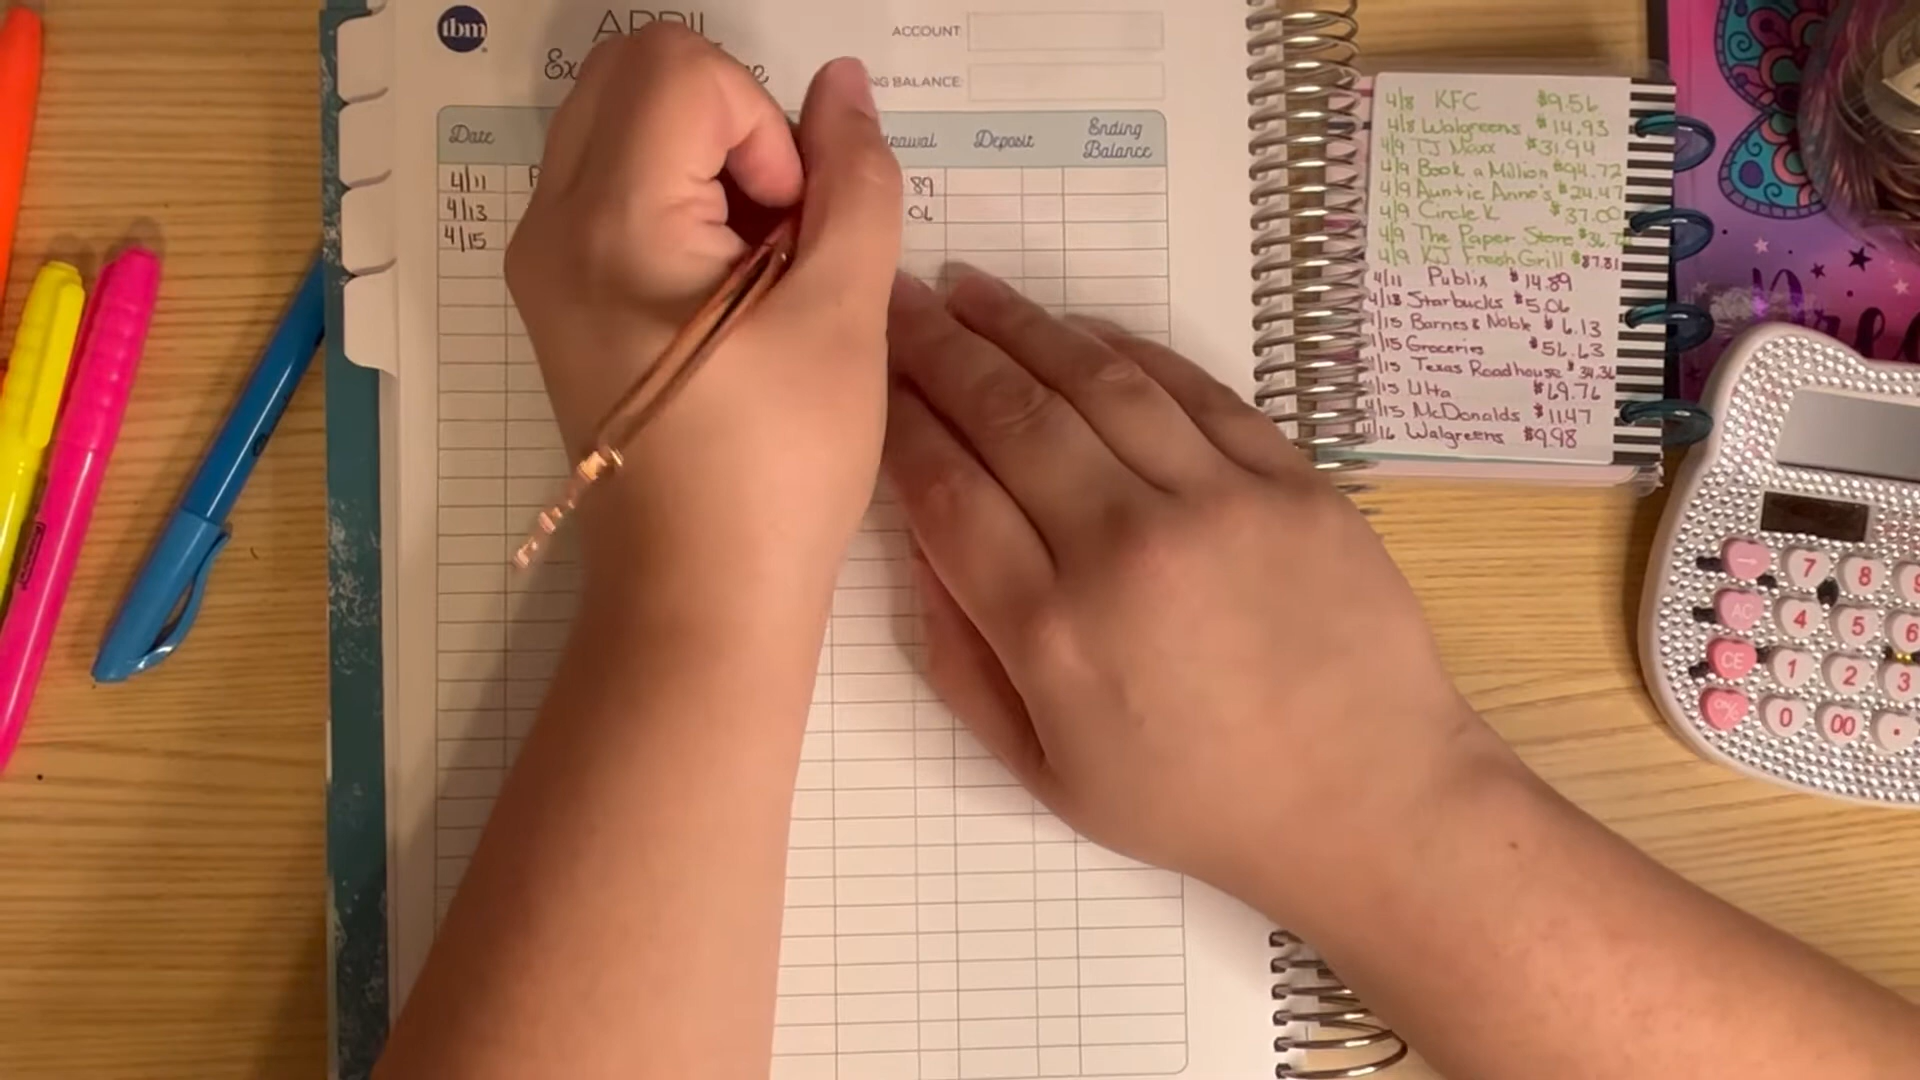 tbm
APRIL
ACCOUNT:
BALANCE:
Date
Deposit
Ending
Balance
4/11 89
4/13 06
4/15
4/8 KFC $9.56
4/8 Walgreens $14.93
4/9 TJ Maxx $31.94
4/9 Book a Million $94.72
4/9 Auntie Anne's $24.47
4/9 Circle K $37.00
4/9 The Paper Store
4/9 Fresh Grill $87.81
4/11 Publix $14.89
4/13 Starbucks $5.06
/15 Barnes & Noble $6.13
/15 Groceries $56.63
/15 Texas Roadhouse $34.36
/15 Ulta $69.76
4/15 McDonalds $11.47
4/16 Walgreens $9.98
→ 7 8 9
AC 4 5 6
CE 1 2 3
0 00 .